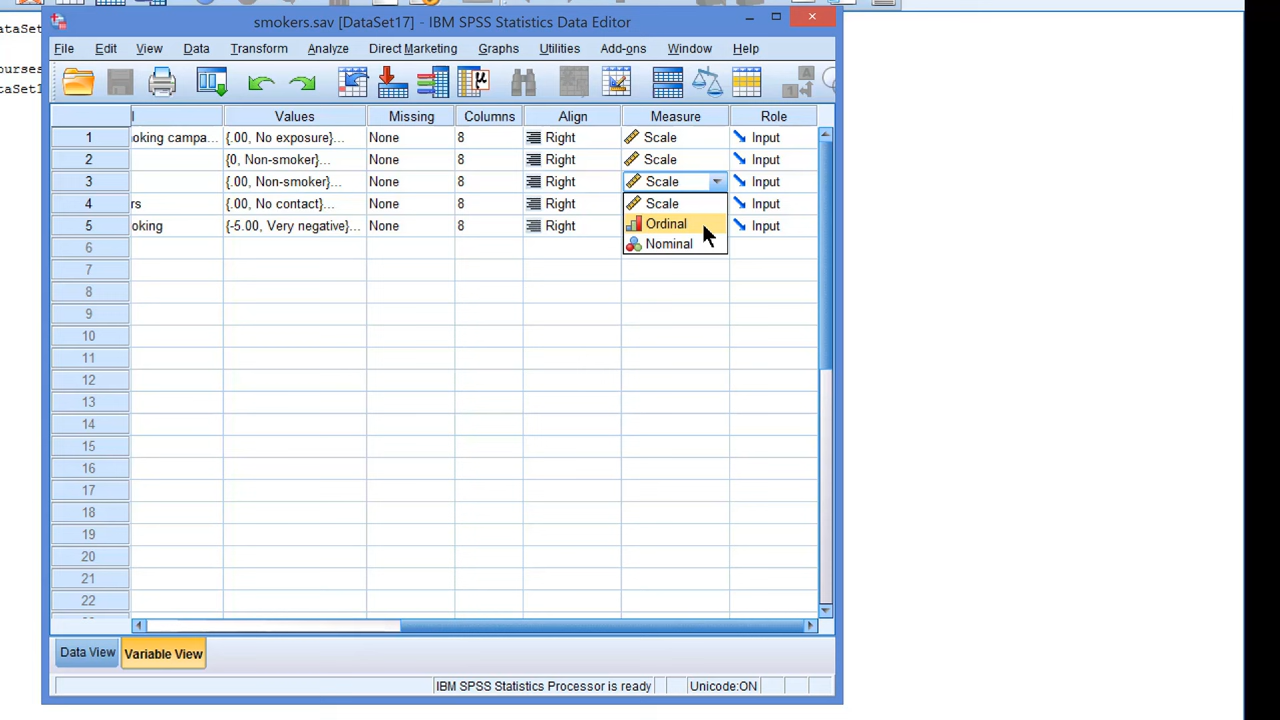 ataSet
ourses
ataSet1
smokers.sav [DataSet17] - IBM SPSS Statistics Data Editor
File Edit View Data Transform Analyze Direct Marketing Graphs Utilities Add-ons Window Help
Values Missing Columns Align Measure Role
1 oking campa... {.00, No exposure}... None 8 Right Scale Input
2 {0, Non-smoker}... None 8 Right Scale Input
3 {.00, Non-smoker}... None 8 Right Scale Input
4 rs {.00, No contact}... None 8 Right Scale Input
5 oking {-5.00, Very negative}... None 8 Right Ordinal Input
6 Nominal
7
8
9
10
11
12
13
14
15
16
17
18
19
20
21
22
Data View Variable View
IBM SPSS Statistics Processor is ready Unicode:ON